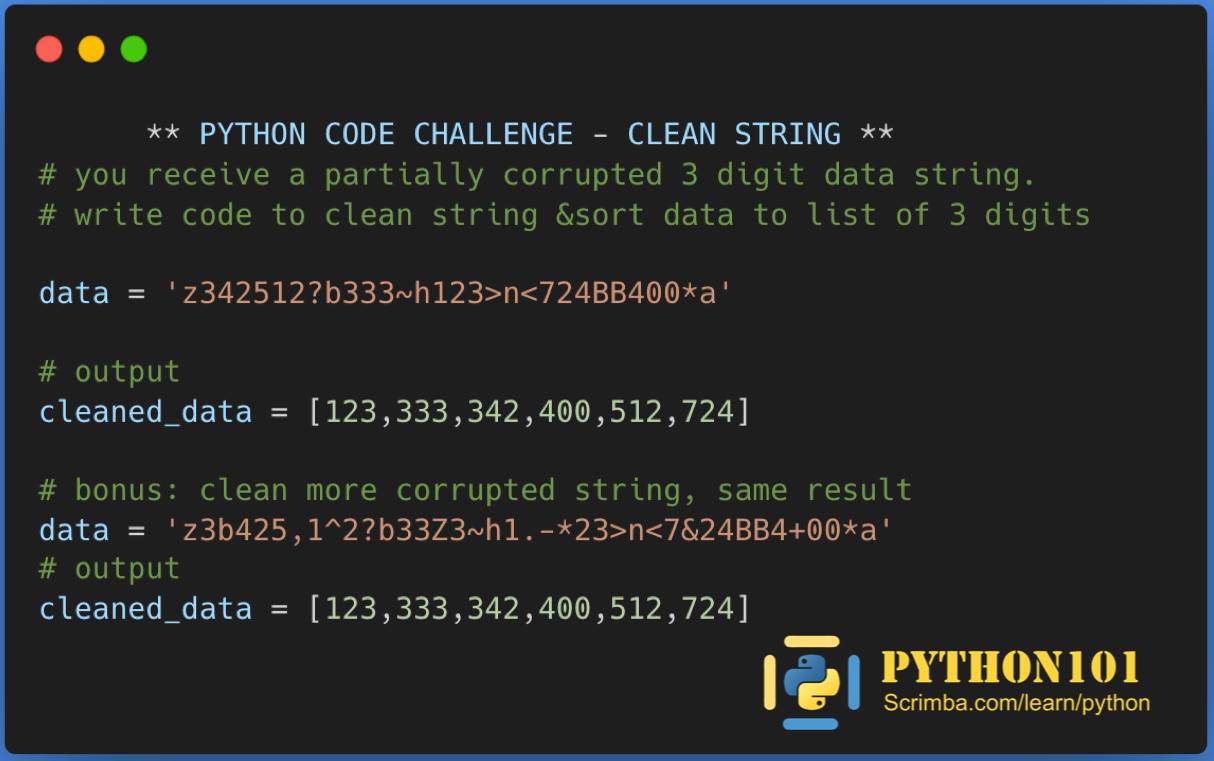 ** PYTHON CODE CHALLENGE – CLEAN STRING **
# you receive a partially corrupted 3 digit data string.
# write code to clean string &sort data to list of 3 digits
data = 'z342512?b333~h123>n<724BB400*a'
# output
cleaned_data = [123,333,342,400,512,724]
# bonus: clean more corrupted string, same result
data = 'z3b425,1^2?b33Z3~h1.-*23>n<7&24BB4+00*a'
# output
cleaned_data = [123,333,342,400,512,724]
PYTHON101
Scrimba.com/learn/python